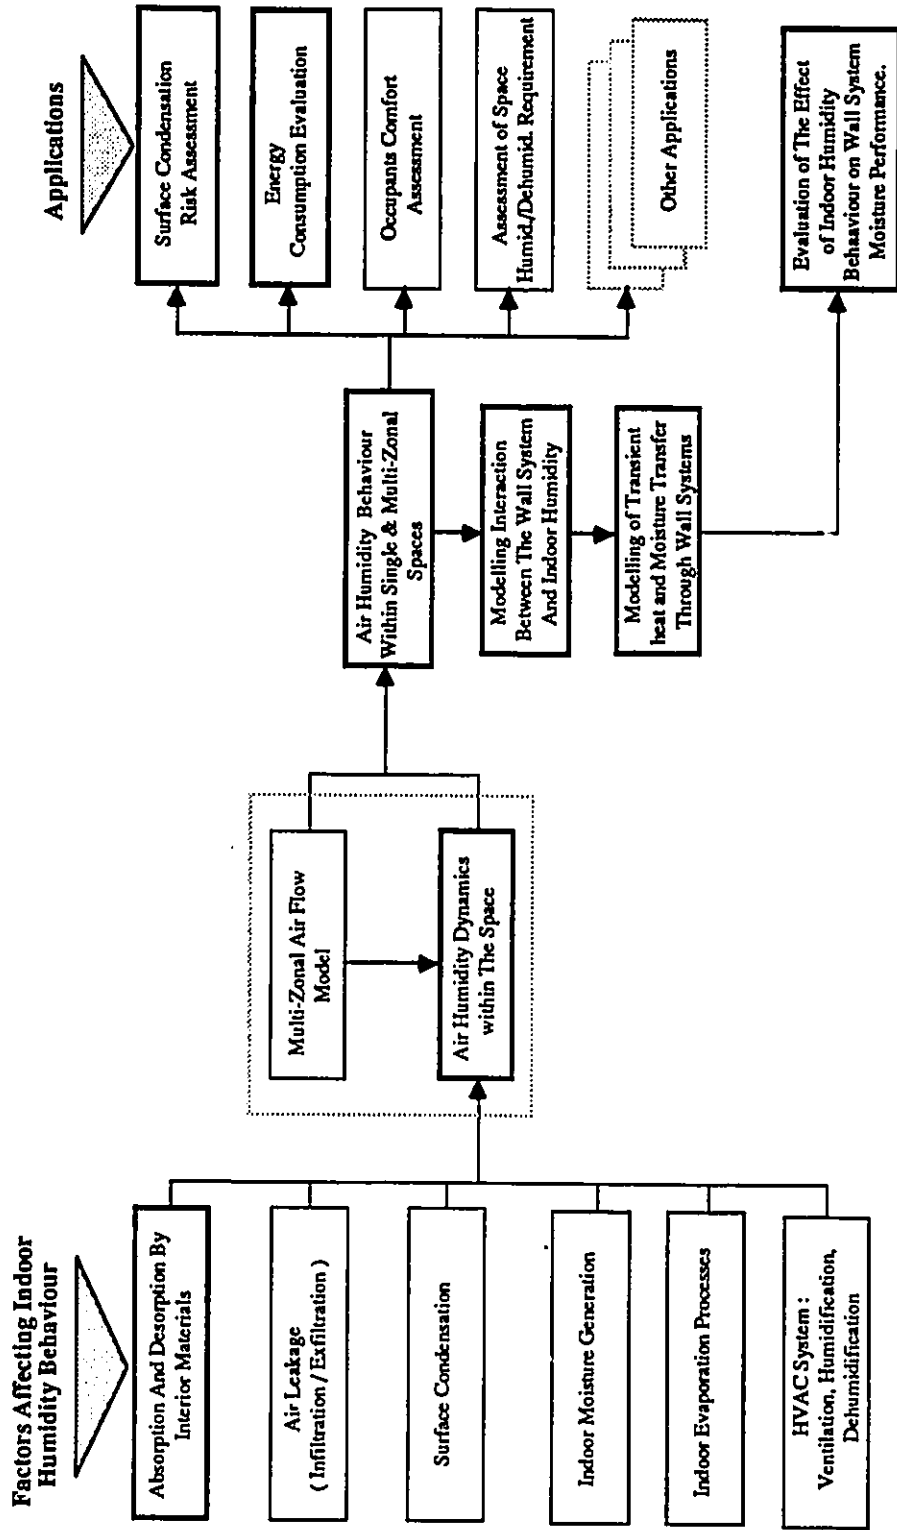 Factors Affecting Indoor
Humidity Behaviour
Absorption And Desorption By
Interior Materials
Air Leakage
( Infiltration / Exfiltration )
Surface Condensation
Indoor Moisture Generation
Indoor Evaporation Processes
HVAC System :
Ventilation, Humidification,
Dehumidification
Multi-Zonal Air Flow
Model
Air Humidity Dynamics
within The Space
Air Humidity Behaviour
Within Single & Multi-Zonal
Spaces
Modelling Interaction
Between The Wall System
And Indoor Humidity
Modelling of Transient
heat and Moisture Transfer
Through Wall Systems
Applications
Surface Condensation
Risk Assessment
Energy
Consumption Evaluation
Occupants Comfort
Assessment
Assessment of Space
Humid./Dehumid. Requirement
Other Applications
Evaluation of The Effect
of Indoor Humidity
Behaaviour on Wall System
Moisture Performance.